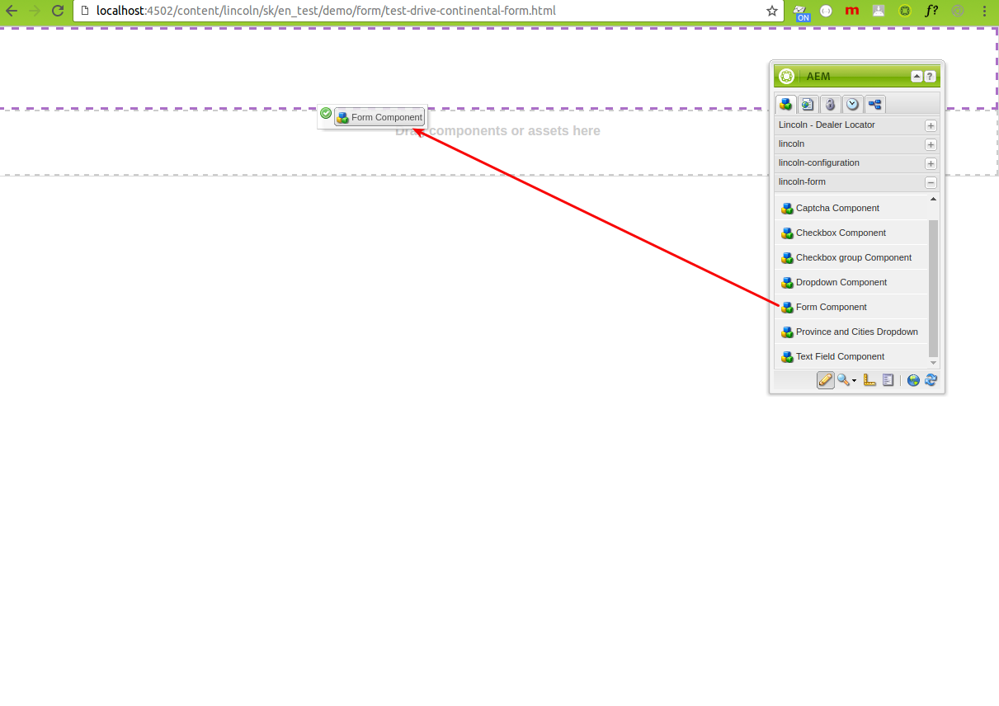 localhost:4502/content/lincoln/sk/en_test/demo/form/test-drive-continental-form.html
ON
m
f?
AEM
?
Form Component
components or assets here
Lincoln - Dealer Locator
lincoln
lincoln-configuration
lincoln-form
Captcha Component
Checkbox Component
Checkbox group Component
Dropdown Component
Form Component
Province and Cities Dropdown
Text Field Component